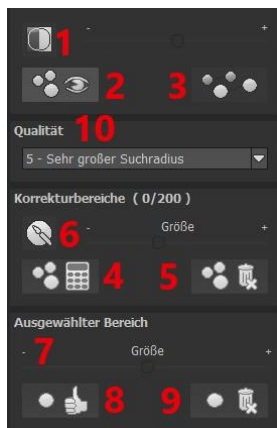 - +
1
2 3
Qualität 10
5 - Sehr großer Suchradius
Korrekturbereiche ( 0/200 )
6 - Größe +
4 5
Ausgewählter Bereich
- 7 Größe +
8 9